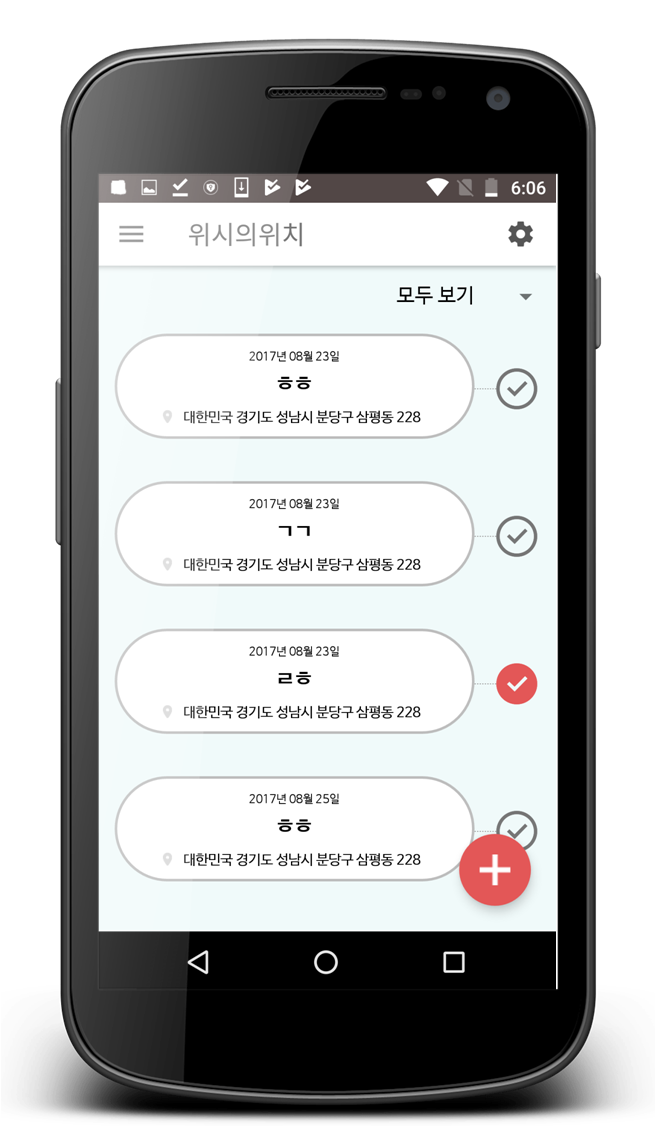 6:06
위시의위치
모두 보기
2017년 08월 23일
ㅎㅎ
대한민국 경기도 성남시 분당구 삼평동 228
2017년 08월 23일
ㄱㄱ
대한민국 경기도 성남시 분당구 삼평동 228
2017년 08월 23일
ㄹㅎ
대한민국 경기도 성남시 분당구 삼평동 228
2017년 08월 25일
ㅎㅎ
대한민국 경기도 성남시 분당구 삼평동 228